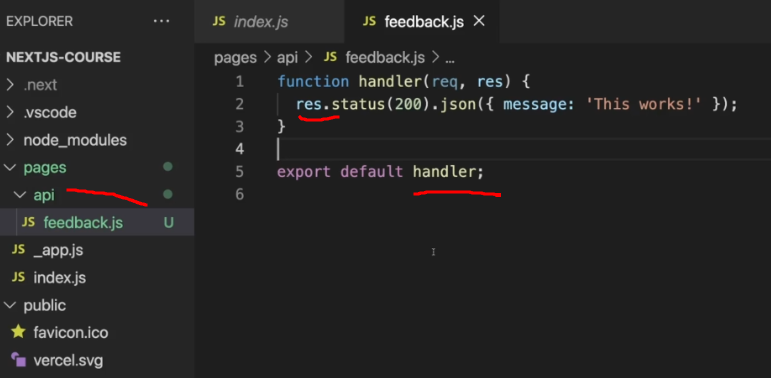 EXPLORER
NEXTJS-COURSE
.next
.vscode
node_modules
pages
api
JS feedback.js U
JS _app.js
JS index.js
public
favicon.ico
vercel.svg
JS index.js
JS feedback.js
pages > api > JS feedback.js > ...
1 function handler(req, res) {
2 res.status(200).json({ message: 'This works!' });
3 }
4
5 export default handler;
6